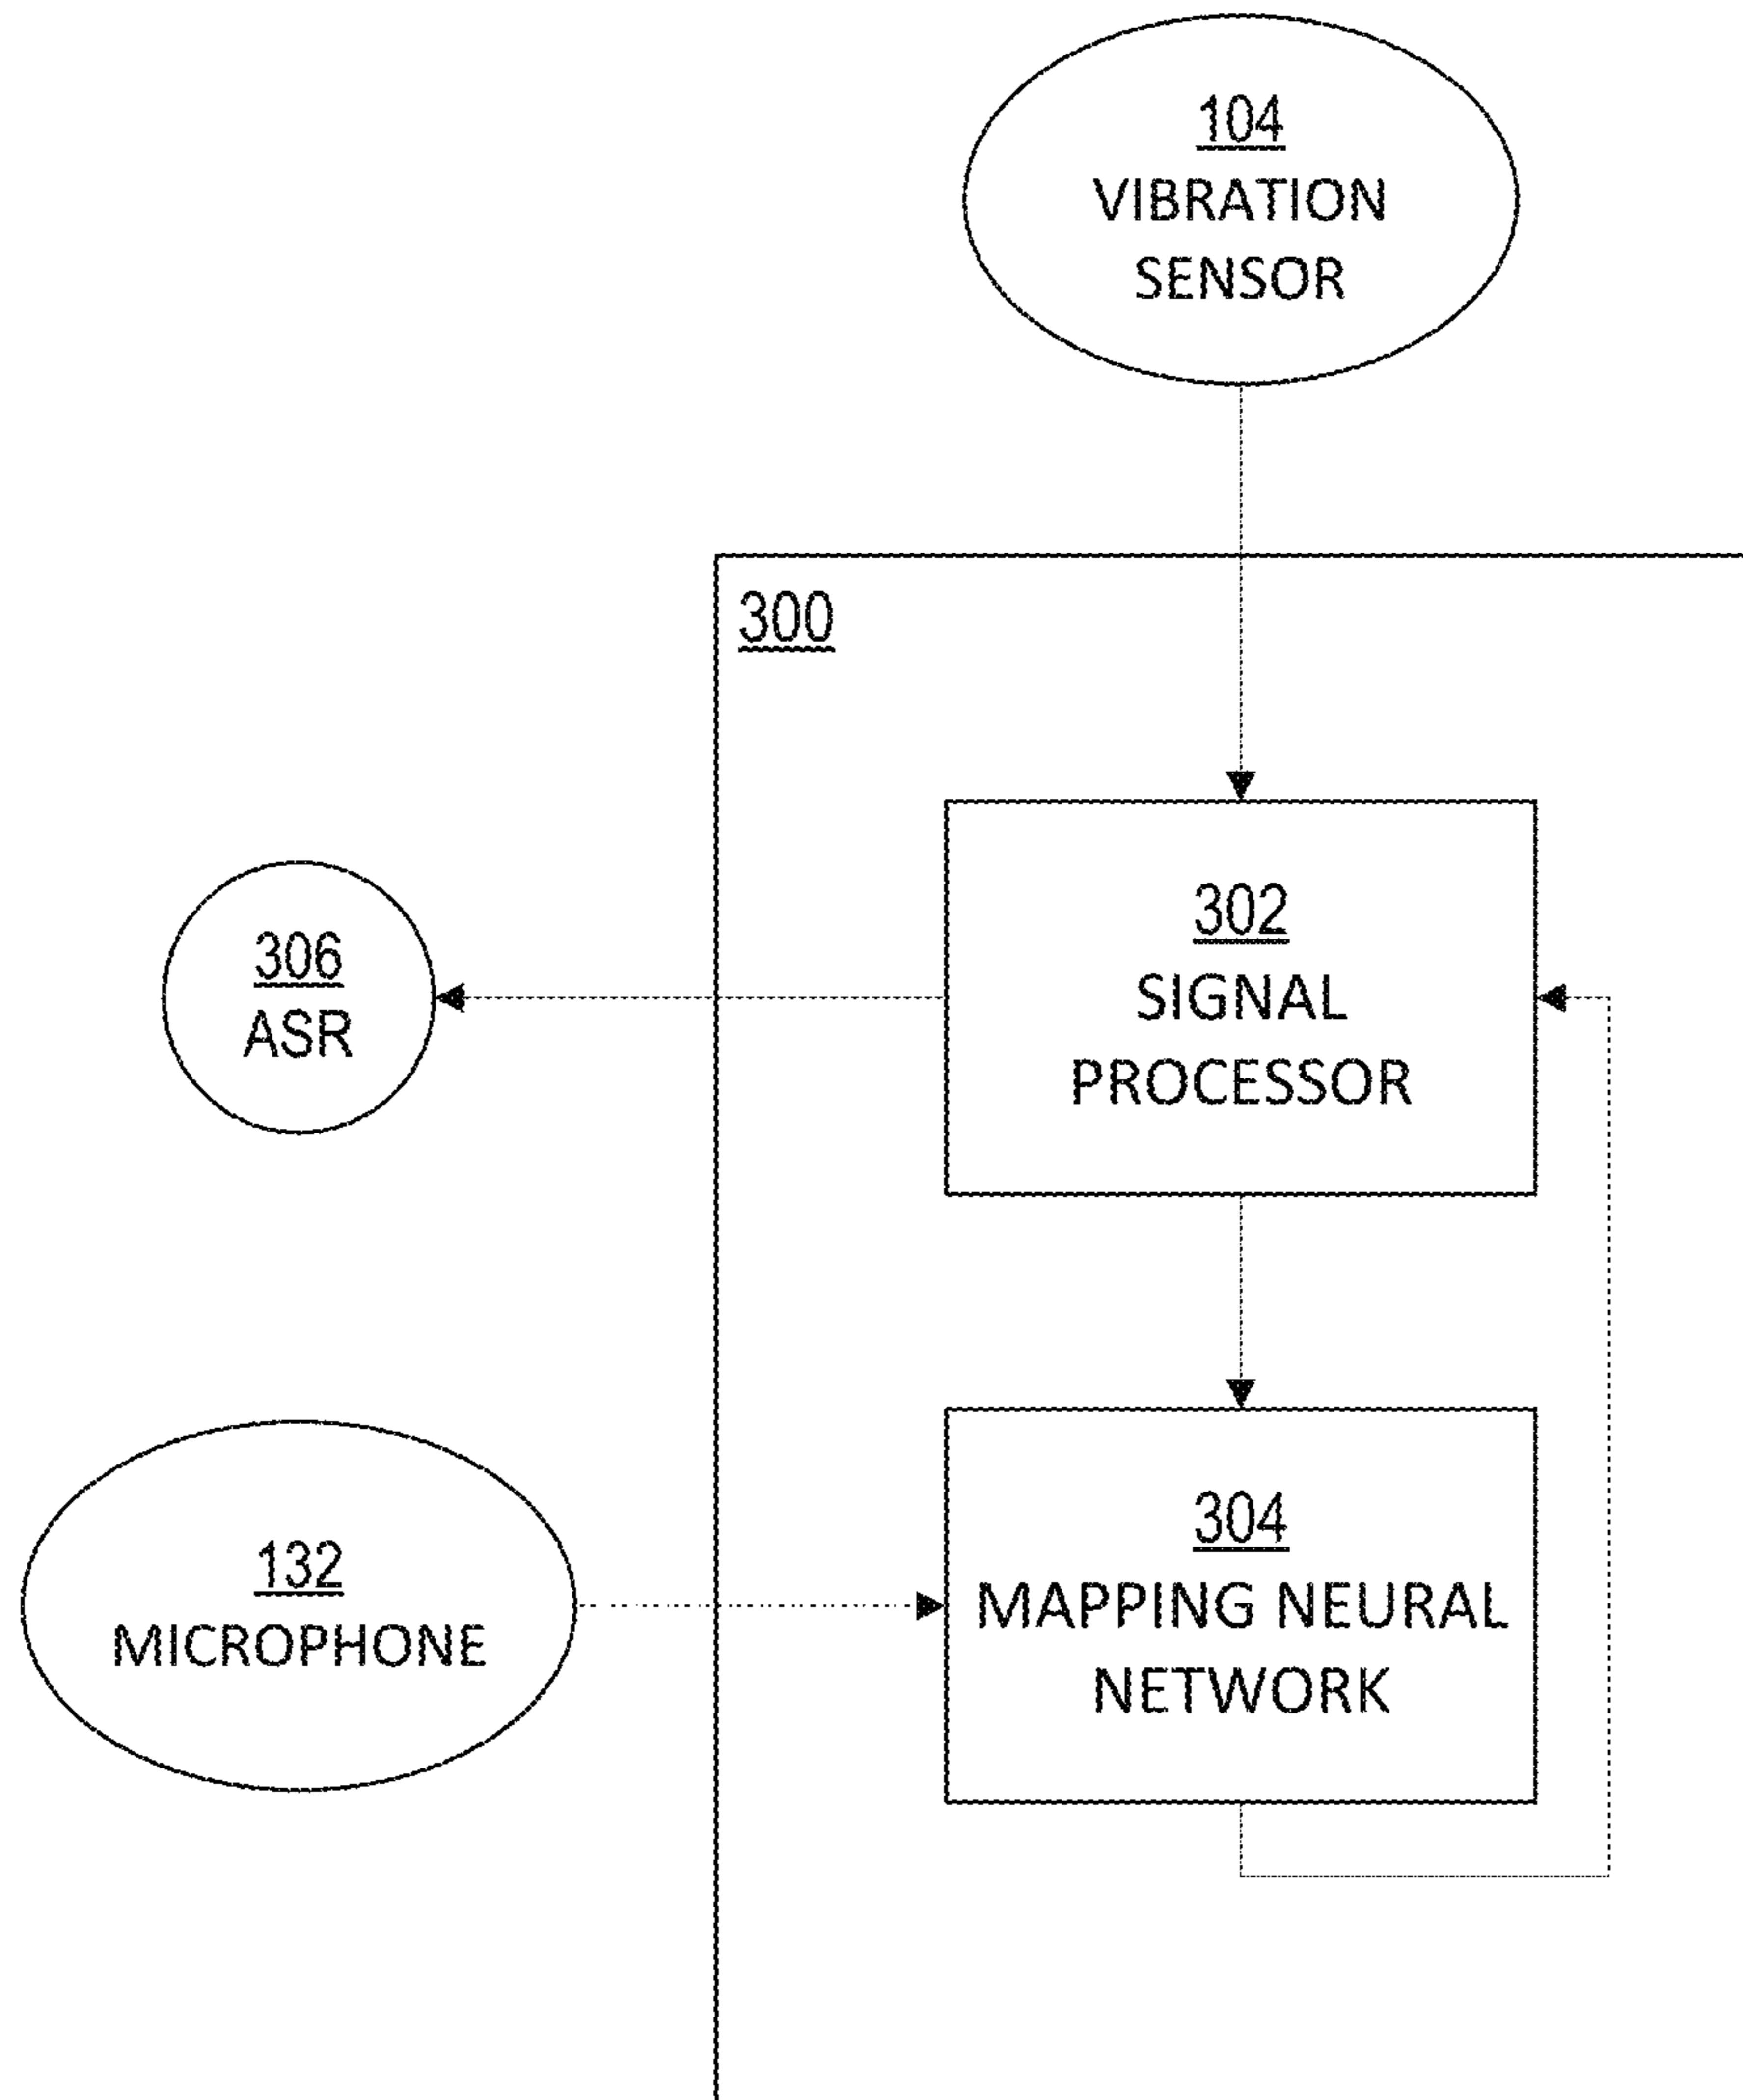 104
VIBRATION
SENSOR
300
302
SIGNAL
PROCESSOR
306
ASR
304
MAPPING NEURAL
NETWORK
132
MICROPHONE